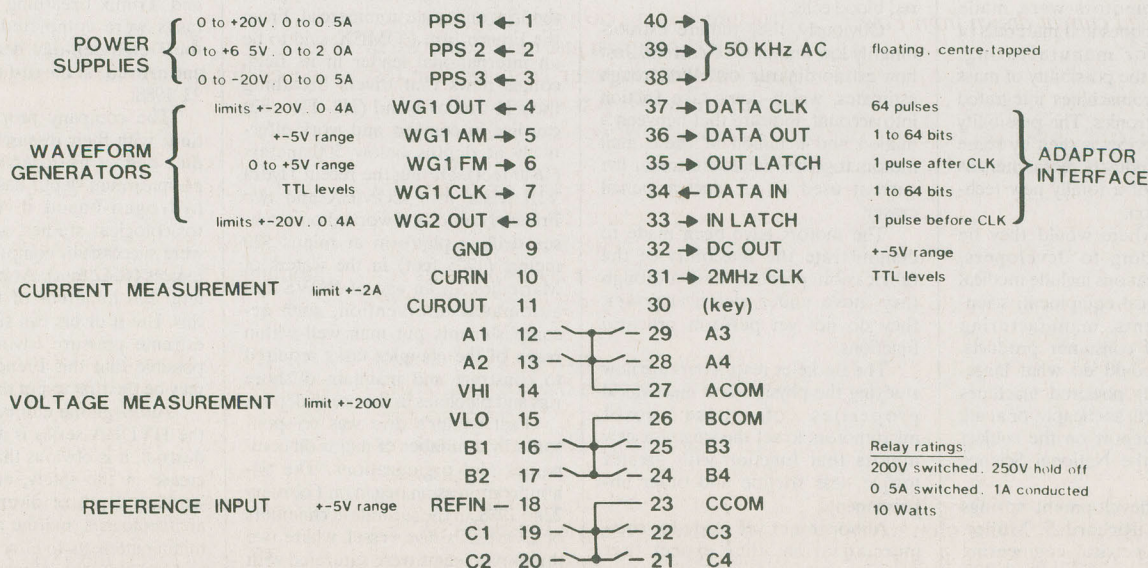 0 to +20V . 0 to 0 5A PPS 1 ← 1 40 →
POWER SUPPLIES 0 to +6 5V . 0 to 2 0A PPS 2 ← 2 39 → 50 KHz AC floating, centre-tapped
0 to -20V . 0 to 0 5A PPS 3 ← 3 38 →
limits +-20V . 0 4A WG1 OUT ← 4 37 → DATA CLK 64 pulses
+-5V range WG1 AM → 5 36 → DATA OUT 1 to 64 bits
WAVEFORM GENERATORS 0 to +5V range WG1 FM → 6 35 → OUT LATCH 1 pulse after CLK ADAPTOR INTERFACE
TTL levels WG1 CLK → 7 34 ← DATA IN 1 to 64 bits
limits +-20V . 0 4A WG2 OUT ← 8 33 → IN LATCH 1 pulse before CLK
GND 9 32 → DC OUT +-5V range
CURRENT MEASUREMENT limit +-2A CURIN 10 31 → 2MHz CLK TTL levels
CUROUT 11 30 (key)
A1 12 29 A3
A2 13 28 A4
VHI 14 27 ACOM
VOLTAGE MEASUREMENT limit +-200V VLO 15 26 BCOM
B1 16 25 B3
B2 17 24 B4
REFERENCE INPUT +-5V range REFIN 18 23 CCOM
C1 19 22 C3
C2 20 21 C4
Relay ratings
200V switched . 250V hold off
0 5A switched . 1A conducted
10 Watts